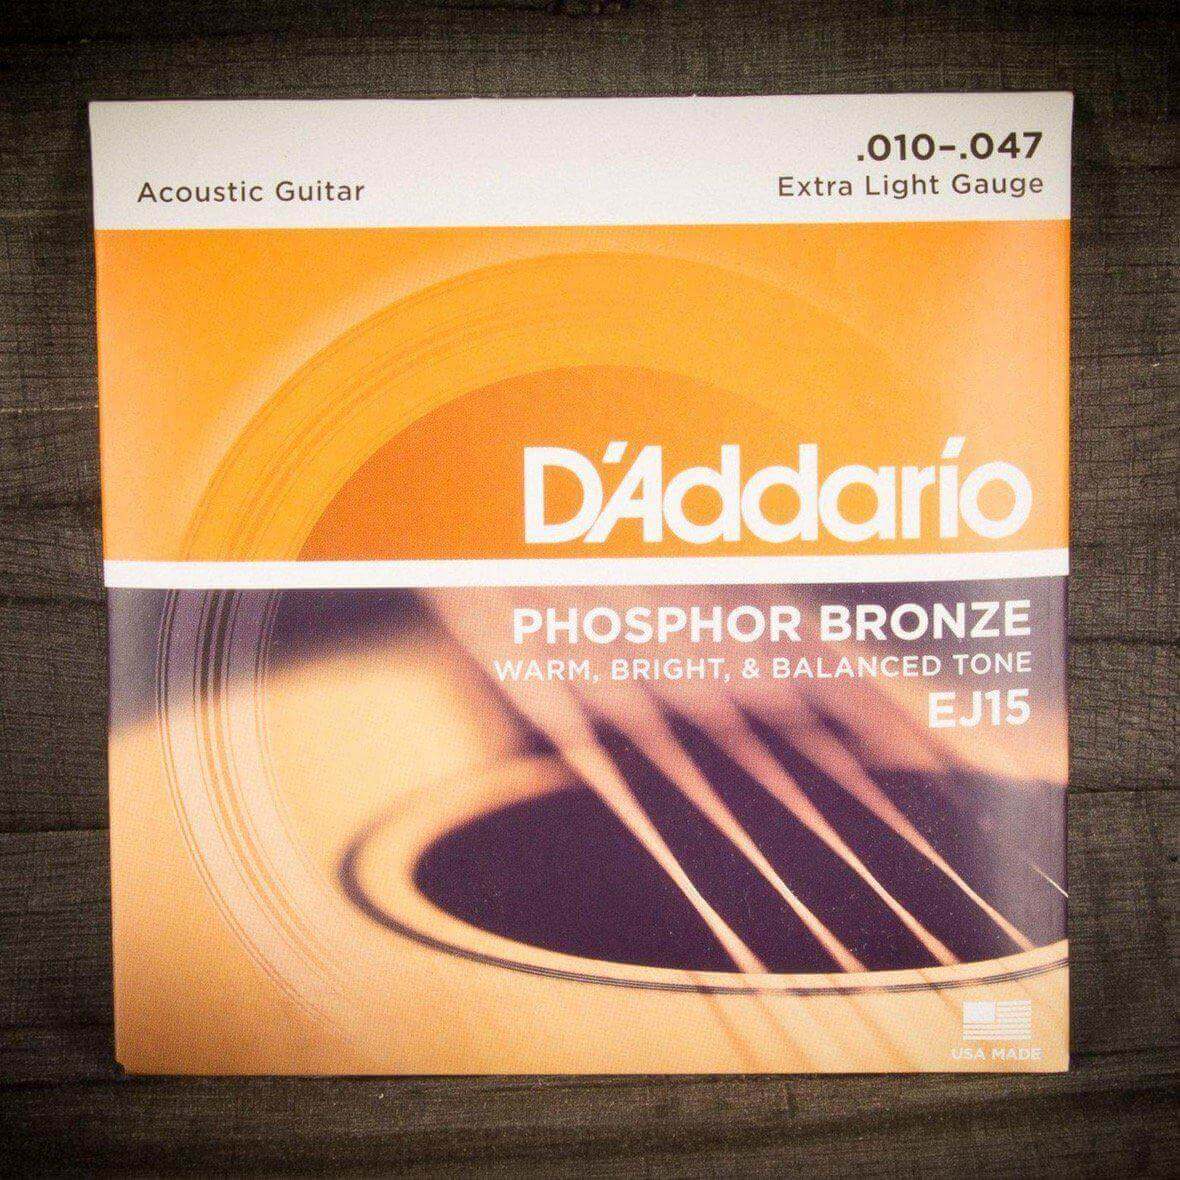 .010–.047
Acoustic Guitar
Extra Light Gauge
D'Addario
PHOSPHOR BRONZE
WARM, BRIGHT, & BALANCED TONE
EJ15
USA MADE